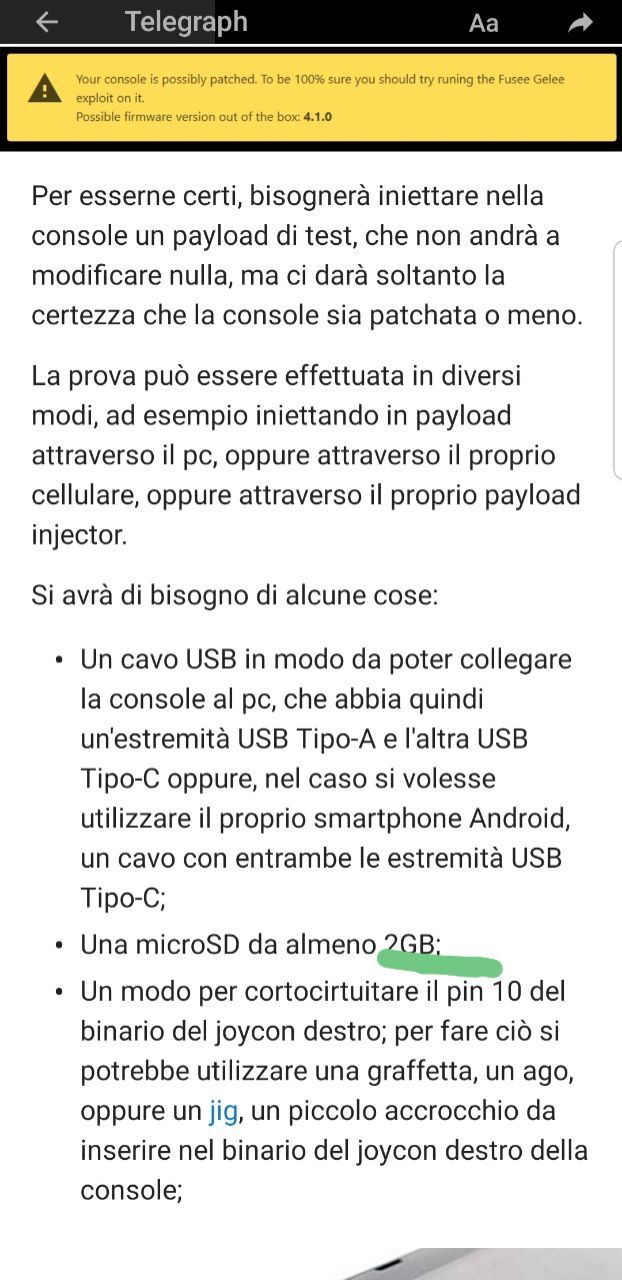 Telegraph
Aa
Your console is possibly patched. To be 100% sure you should try runing the Fusee Gelee
exploit on it.
Possible firmware version out of the box: 4.1.0
Per esserne certi, bisognerà iniettare nella
console un payload di test, che non andrà a
modificare nulla, ma ci darà soltanto la
certezza che la console sia patchata o meno.
La prova può essere effettuata in diversi
modi, ad esempio iniettando in payload
attraverso il pc, oppure attraverso il proprio
cellulare, oppure attraverso il proprio payload
injector.
Si avrà di bisogno di alcune cose:
• Un cavo USB in modo da poter collegare
la console al pc, che abbia quindi
un'estremità USB Tipo-A e l'altra USB
Tipo-C oppure, nel caso si volesse
utilizzare il proprio smartphone Android,
un cavo con entrambe le estremità USB
Tipo-C;
• Una microSD da almeno 2GB;
• Un modo per cortocirtuitare il pin 10 del
binario del joycon destro; per fare ciò si
potrebbe utilizzare una graffetta, un ago,
oppure un jig, un piccolo accrocchio da
inserire nel binario del joycon destro della
console;